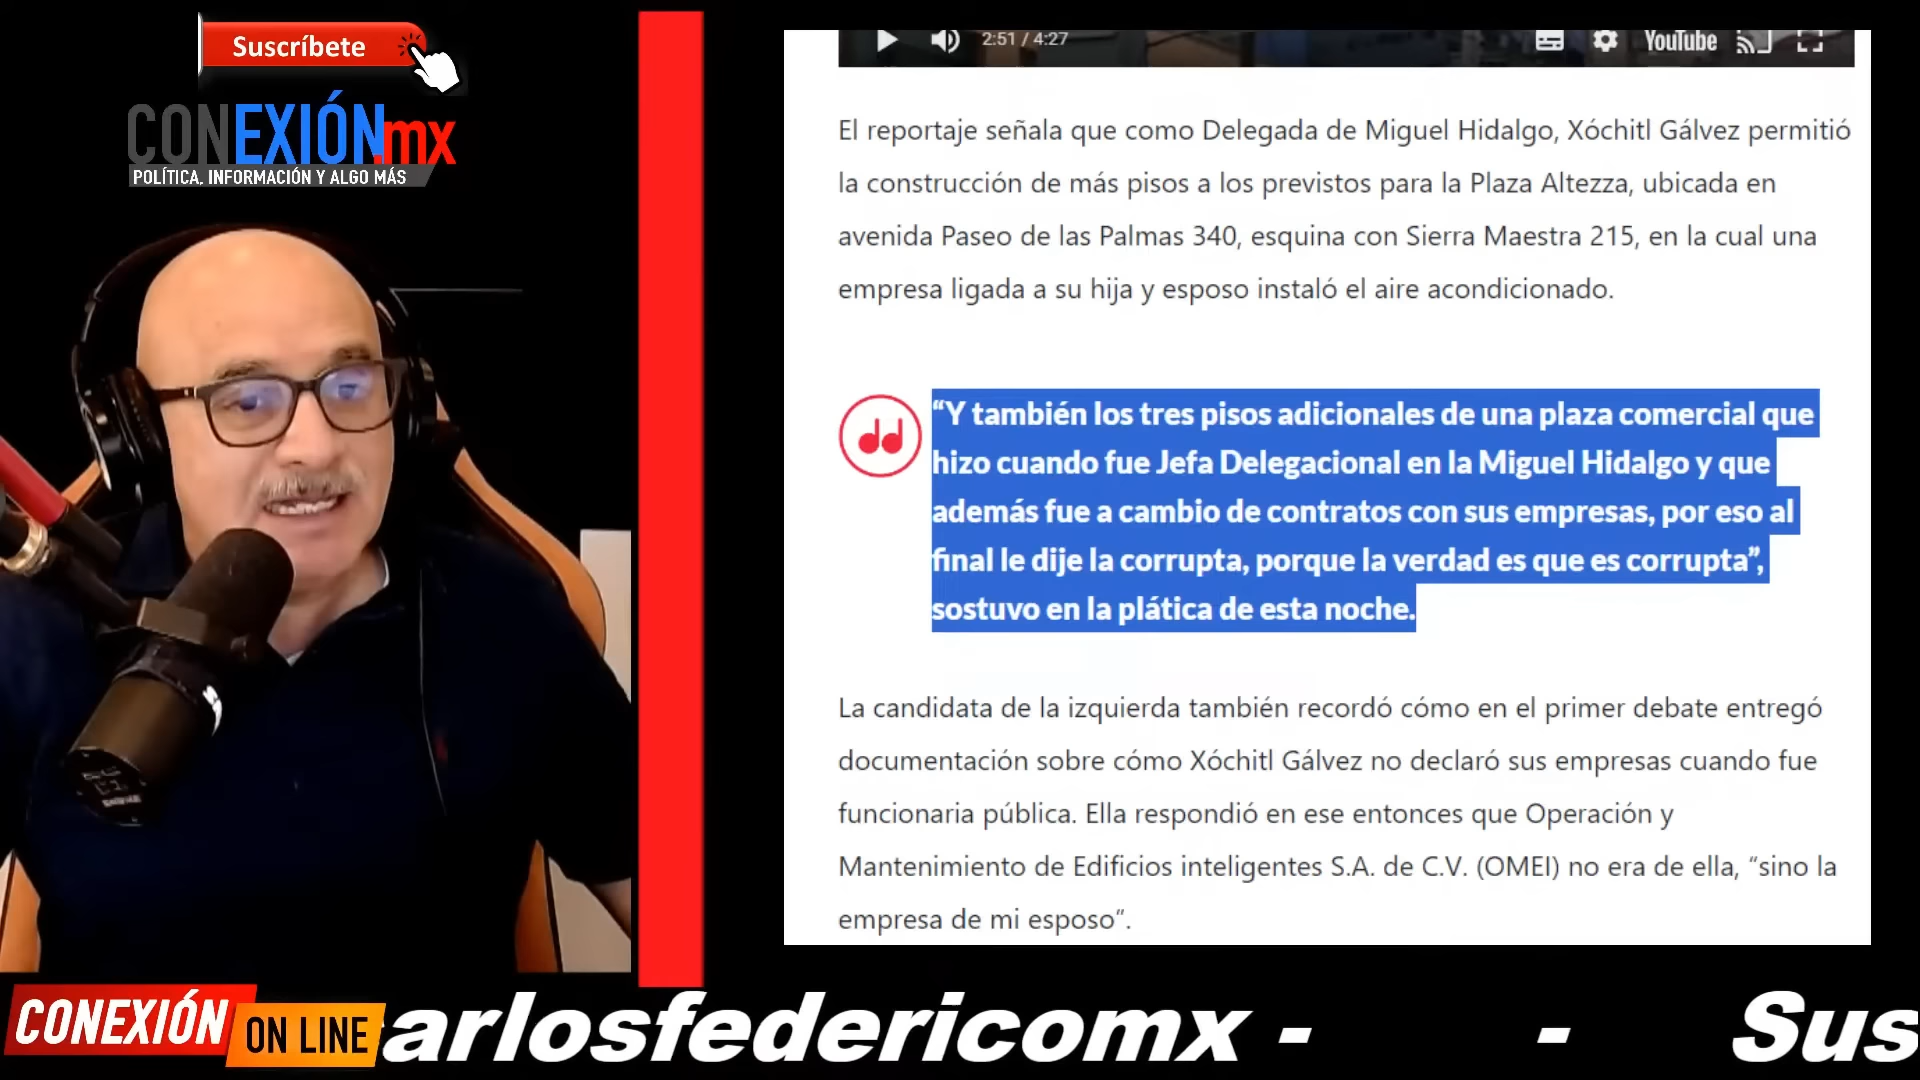 Suscríbete
CONEXIÓN.mx
POLÍTICA, INFORMACIÓN Y ALGO MÁS
2:51 / 4:27
YouTube
El reportaje señala que como Delegada de Miguel Hidalgo, Xóchitl Gálvez permitió
la construcción de más pisos a los previstos para la Plaza Altezza, ubicada en
avenida Paseo de las Palmas 340, esquina con Sierra Maestra 215, en la cual una
empresa ligada a su hija y esposo instaló el aire acondicionado.
“Y también los tres pisos adicionales de una plaza comercial que
hizo cuando fue Jefa Delegacional en la Miguel Hidalgo y que
además fue a cambio de contratos con sus empresas, por eso al
final le dije la corrupta, porque la verdad es que es corrupta”,
sostuvo en la plática de esta noche.
La candidata de la izquierda también recordó cómo en el primer debate entregó
documentación sobre cómo Xóchitl Gálvez no declaró sus empresas cuando fue
funcionaria pública. Ella respondió en ese entonces que Operación y
Mantenimiento de Edificios inteligentes S.A. de C.V. (OMEI) no era de ella, “sino la
empresa de mi esposo”.
CONEXIÓN
ON LINE
arlosfedericomx - - Sus